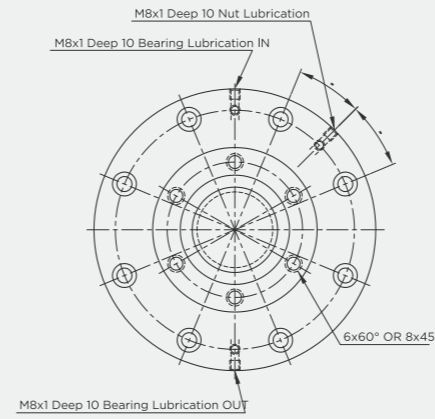 M8x1 Deep 10 Nut Lubrication
M8x1 Deep 10 Bearing Lubrication IN
6x60° OR 8x45
M8x1 Deep 10 Bearing Lubrication OUT